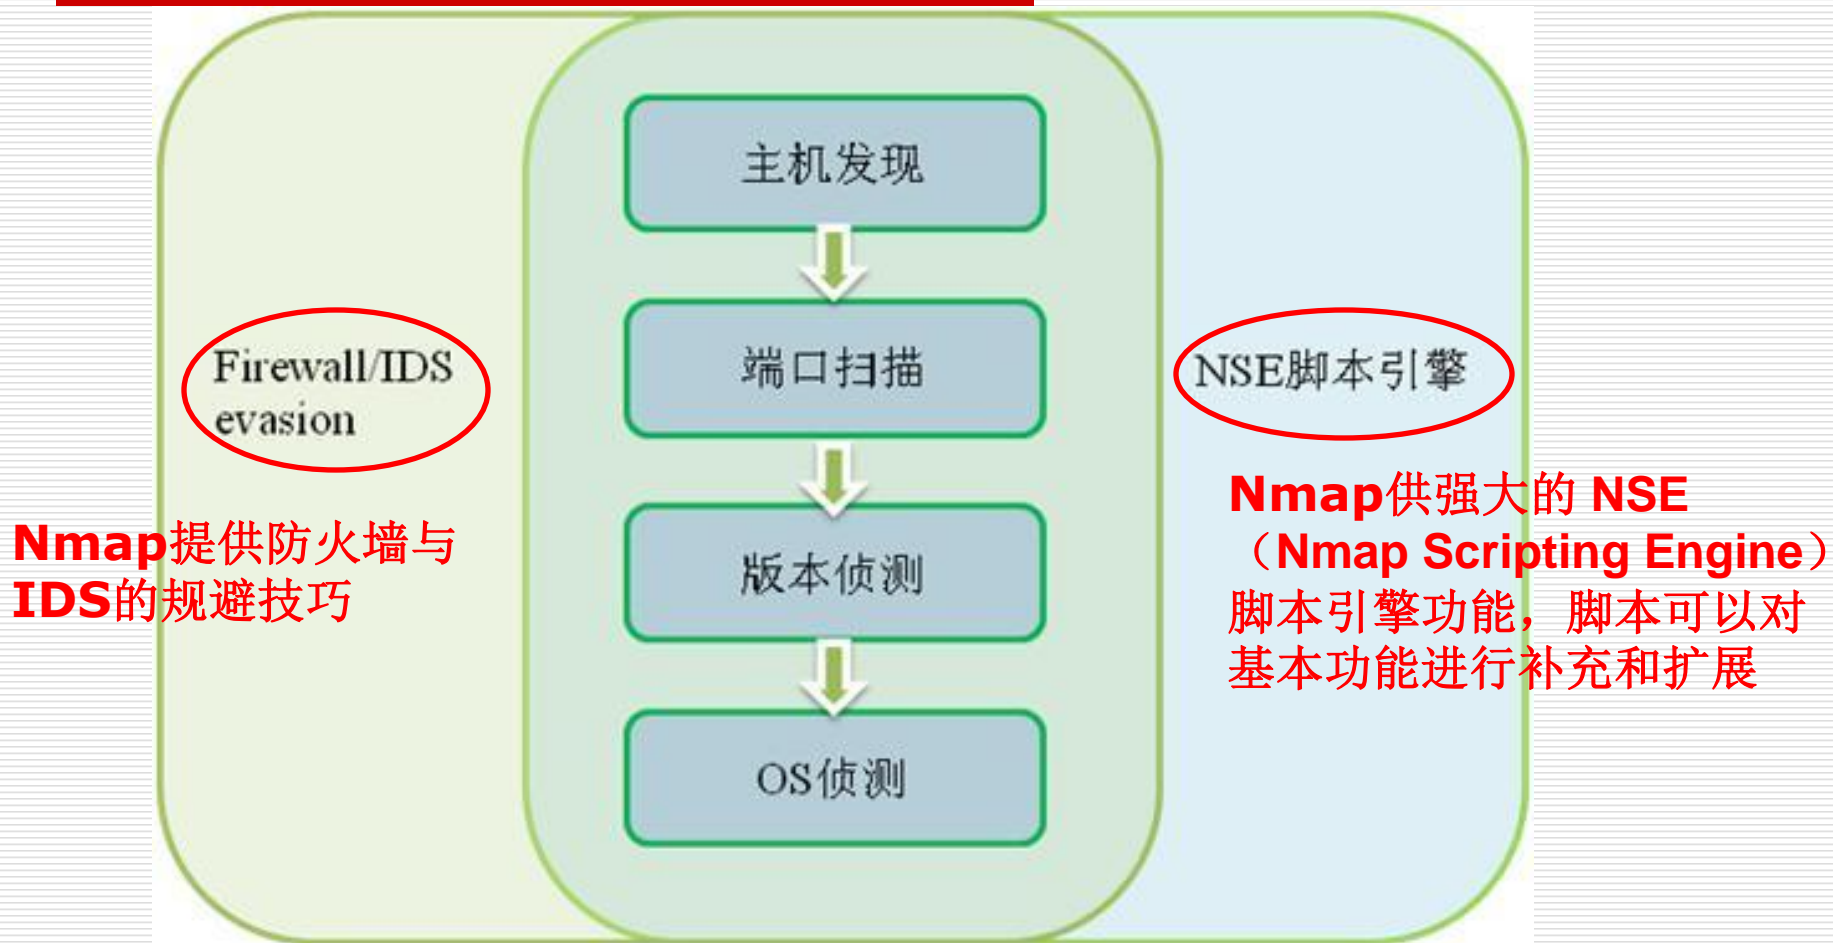 主机发现
端口扫描
版本侦测
OS侦测
Firewall/IDS
evasion
Nmap提供防火墙与
IDS的规避技巧
NSE脚本引擎
Nmap供强大的 NSE
（Nmap Scripting Engine）
脚本引擎功能，脚本可以对
基本功能进行补充和扩展